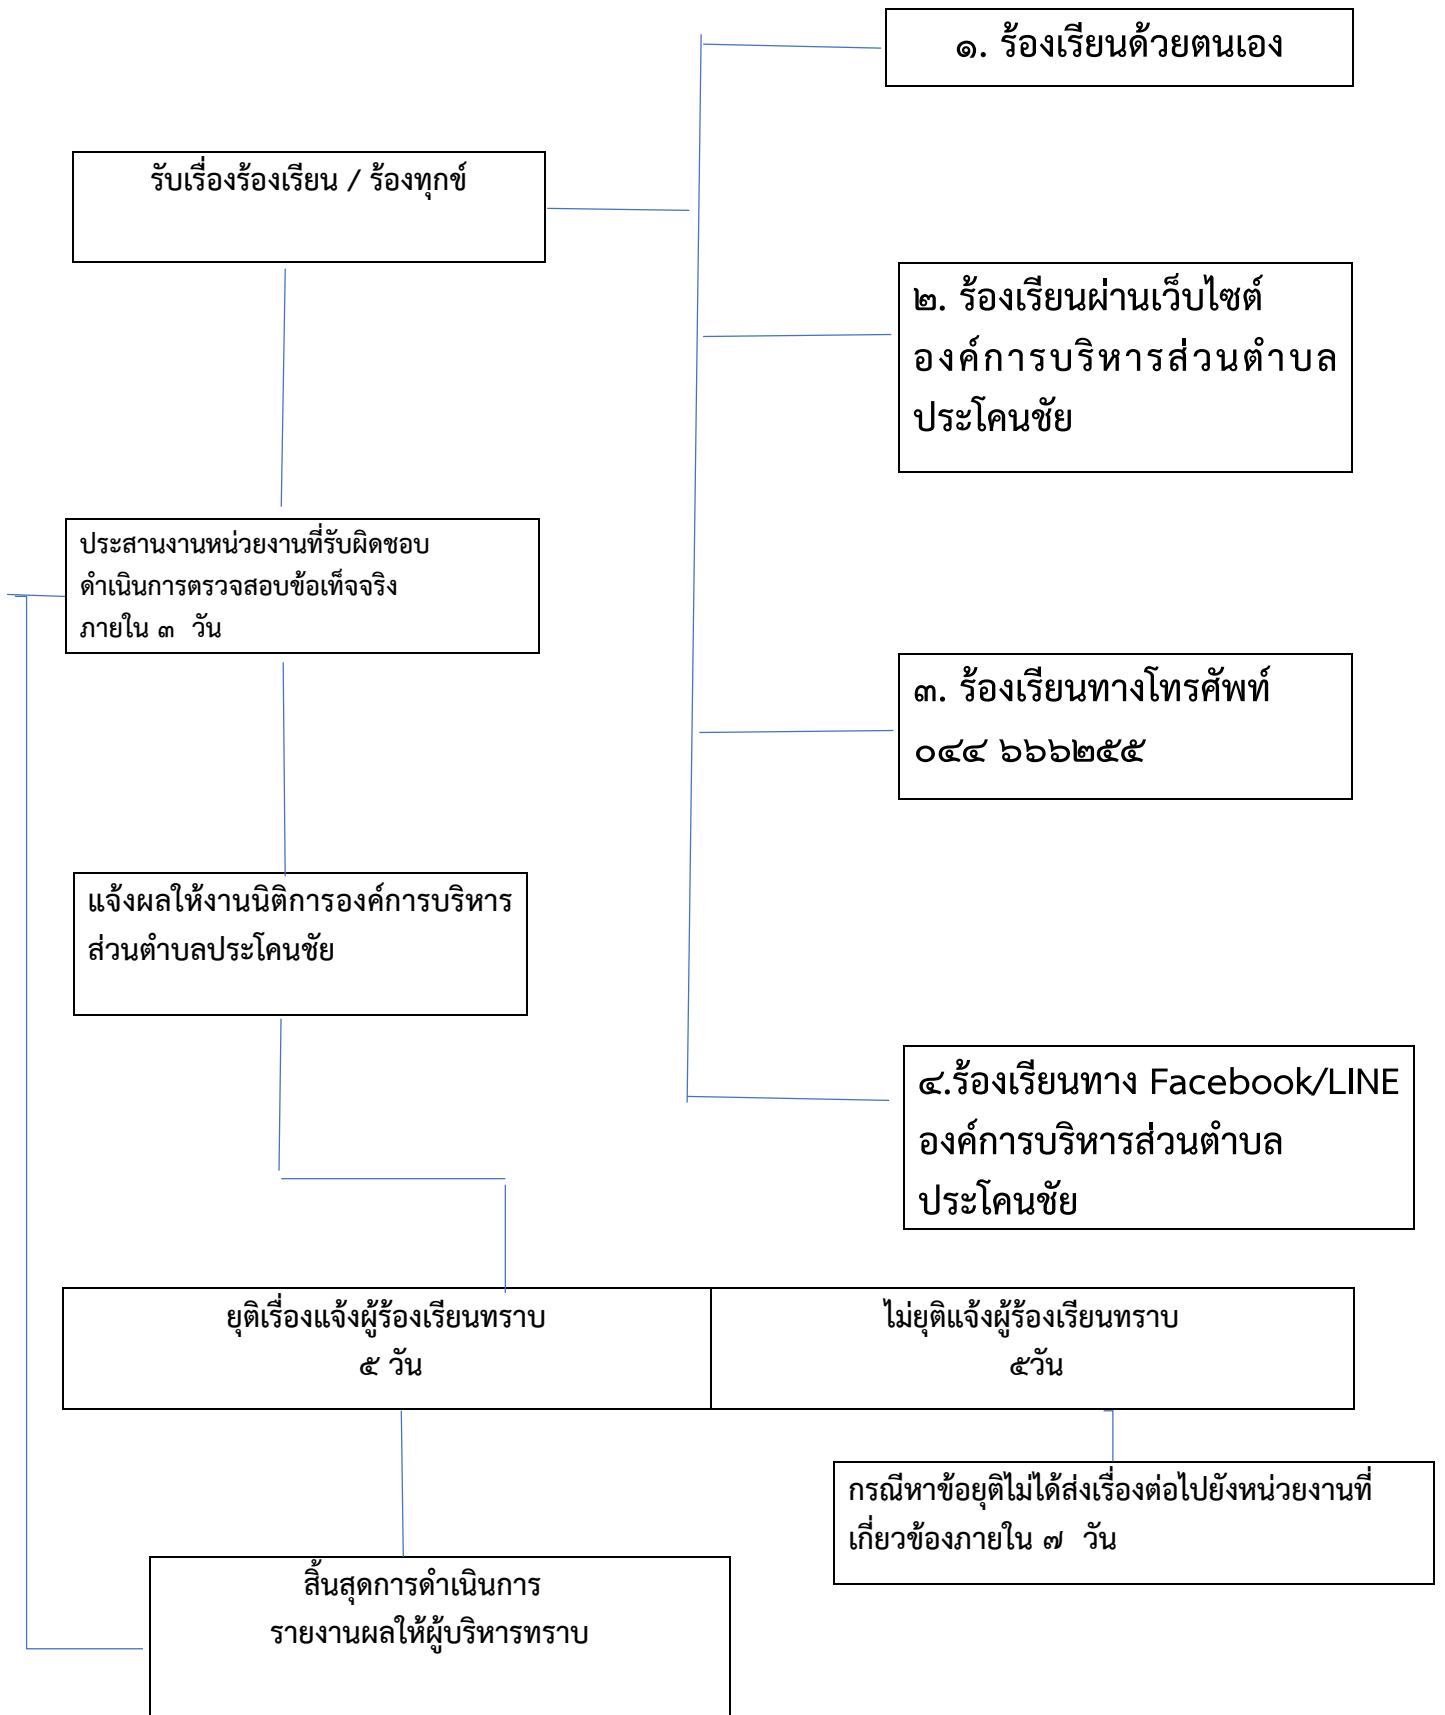 ๑. ร้องเรียนด้วยตนเอง
รับเรื่องร้องเรียน / ร้องทุกข์
๒. ร้องเรียนผ่านเว็บไซต์
องค์การบริหารส่วนตำบล
ประโคนชัย
ประสานงานหน่วยงานที่รับผิดชอบ
ดำเนินการตรวจสอบข้อเท็จจริง
ภายใน ๓ วัน
๓. ร้องเรียนทางโทรศัพท์
๐๔๔ ๖๖๖๒๕๕
แจ้งผลให้งานนิติการองค์การบริหาร
ส่วนตำบลประโคนชัย
๔.ร้องเรียนทาง Facebook/LINE
องค์การบริหารส่วนตำบล
ประโคนชัย
ยุติเรื่องแจ้งผู้ร้องเรียนทราบ
๕ วัน
ไม่ยุติแจ้งผู้ร้องเรียนทราบ
๕วัน
กรณีหาข้อยุติไม่ได้ส่งเรื่องต่อไปยังหน่วยงานที่
เกี่ยวข้องภายใน ๗ วัน
สิ้นสุดการดำเนินการ
รายงานผลให้ผู้บริหารทราบ